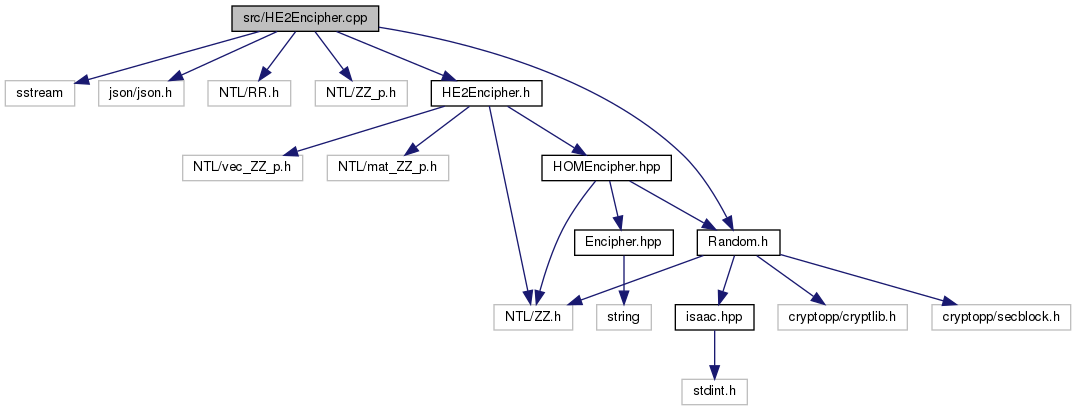 src/HE2Encipher.cpp
sstream
json/json.h
NTL/RR.h
NTL/ZZ_p.h
HE2Encipher.h
NTL/vec_ZZ_p.h
NTL/mat_ZZ_p.h
HOMEncipher.hpp
Encipher.hpp
Random.h
NTL/ZZ.h
string
isaac.hpp
cryptopp/cryptlib.h
cryptopp/secblock.h
stdint.h